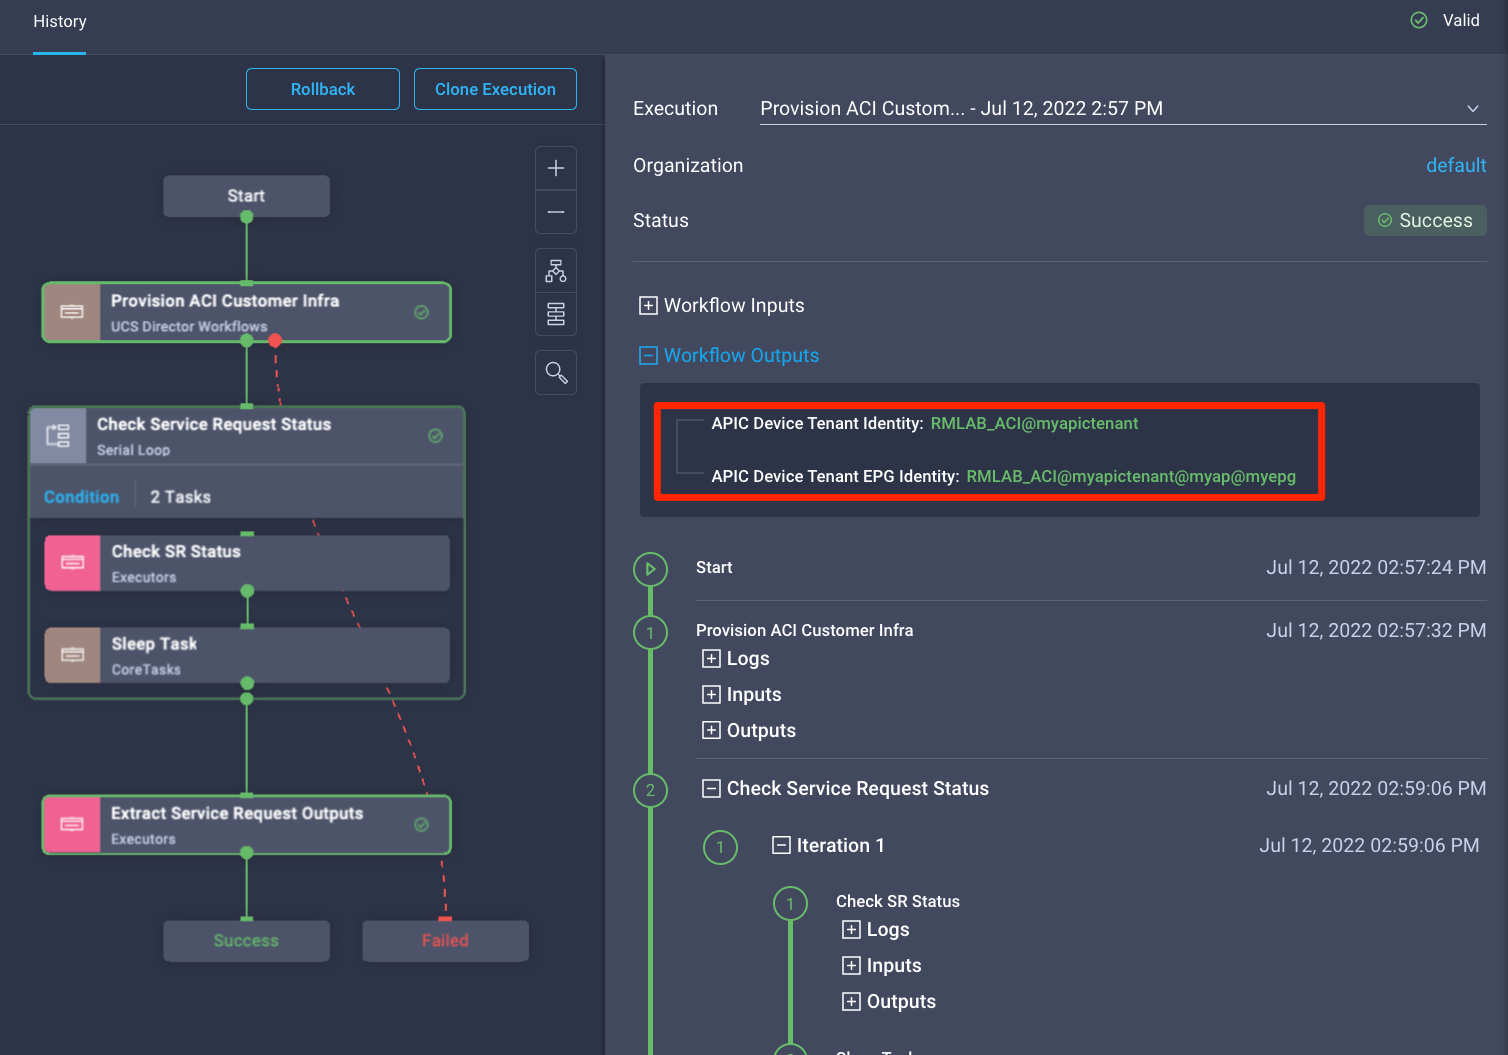 History
Valid
Rollback
Clone Execution
Start
Provision ACI Customer Infra
UCS Director Workflows
Check Service Request Status
Serial Loop
Condition
2 Tasks
Check SR Status
Executors
Sleep Task
CoreTasks
Extract Service Request Outputs
Executors
Success
Failed
Execution Provision ACI Custom... - Jul 12, 2022 2:57 PM
Organization default
Status Success
Workflow Inputs
Workflow Outputs
APIC Device Tenant Identity: RMLAB_ACI@myapictenant
APIC Device Tenant EPG Identity: RMLAB_ACI@myapictenant@myap@myepg
Start Jul 12, 2022 02:57:24 PM
1 Provision ACI Customer Infra Jul 12, 2022 02:57:32 PM
Logs
Inputs
Outputs
2 Check Service Request Status Jul 12, 2022 02:59:06 PM
1 Iteration 1 Jul 12, 2022 02:59:06 PM
1 Check SR Status
Logs
Inputs
Outputs